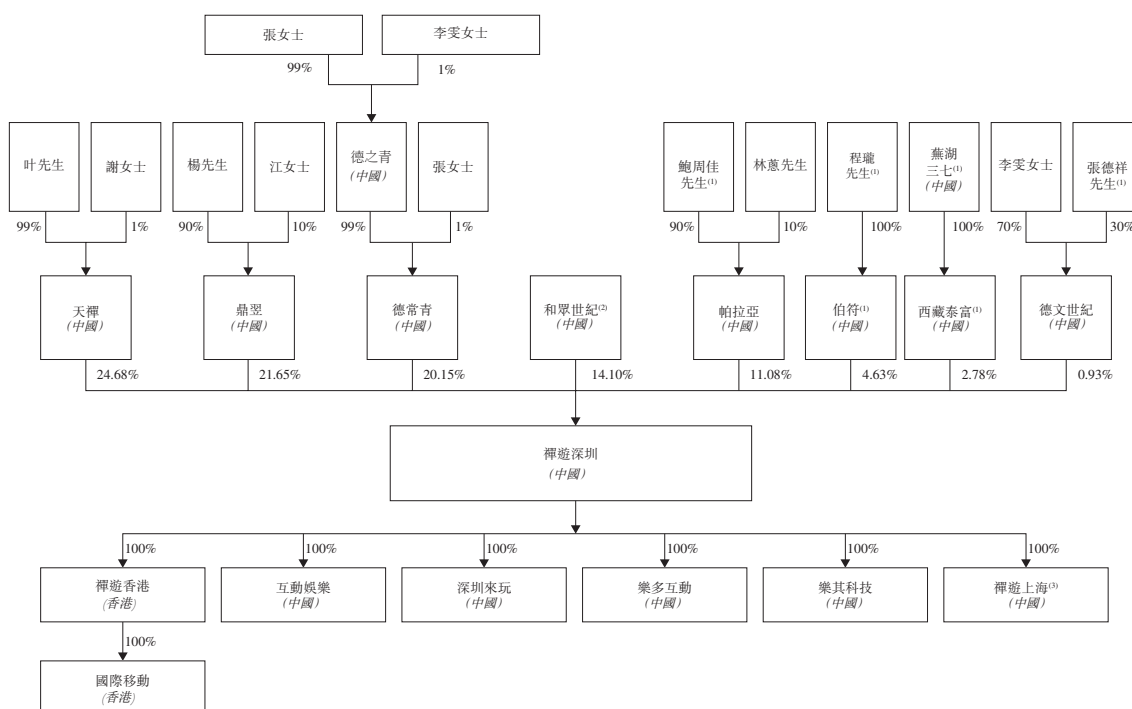 張女士
李雯女士
99%
1%
叶先生
謝女士
楊先生
江女士
德之青
(中國)
張女士
鮑周佳
先生(1)
林蔥先生
程瓏
先生(1)
蕪湖
三七(1)
(中國)
李雯女士
張德祥
先生(1)
99%
1%
90%
10%
99%
1%
90%
10%
100%
100%
70%
30%
天禪
(中國)
鼎翌
(中國)
德常青
(中國)
和眾世紀(2)
(中國)
帕拉亞
(中國)
伯符(1)
(中國)
西藏泰富(1)
(中國)
德文世紀
(中國)
24.68%
21.65%
20.15%
14.10%
11.08%
4.63%
2.78%
0.93%
禪遊深圳
(中國)
100%
100%
100%
100%
100%
100%
禪遊香港
(香港)
互動娛樂
(中國)
深圳來玩
(中國)
樂多互動
(中國)
樂其科技
(中國)
禪遊上海(3)
(中國)
100%
國際移動
(香港)